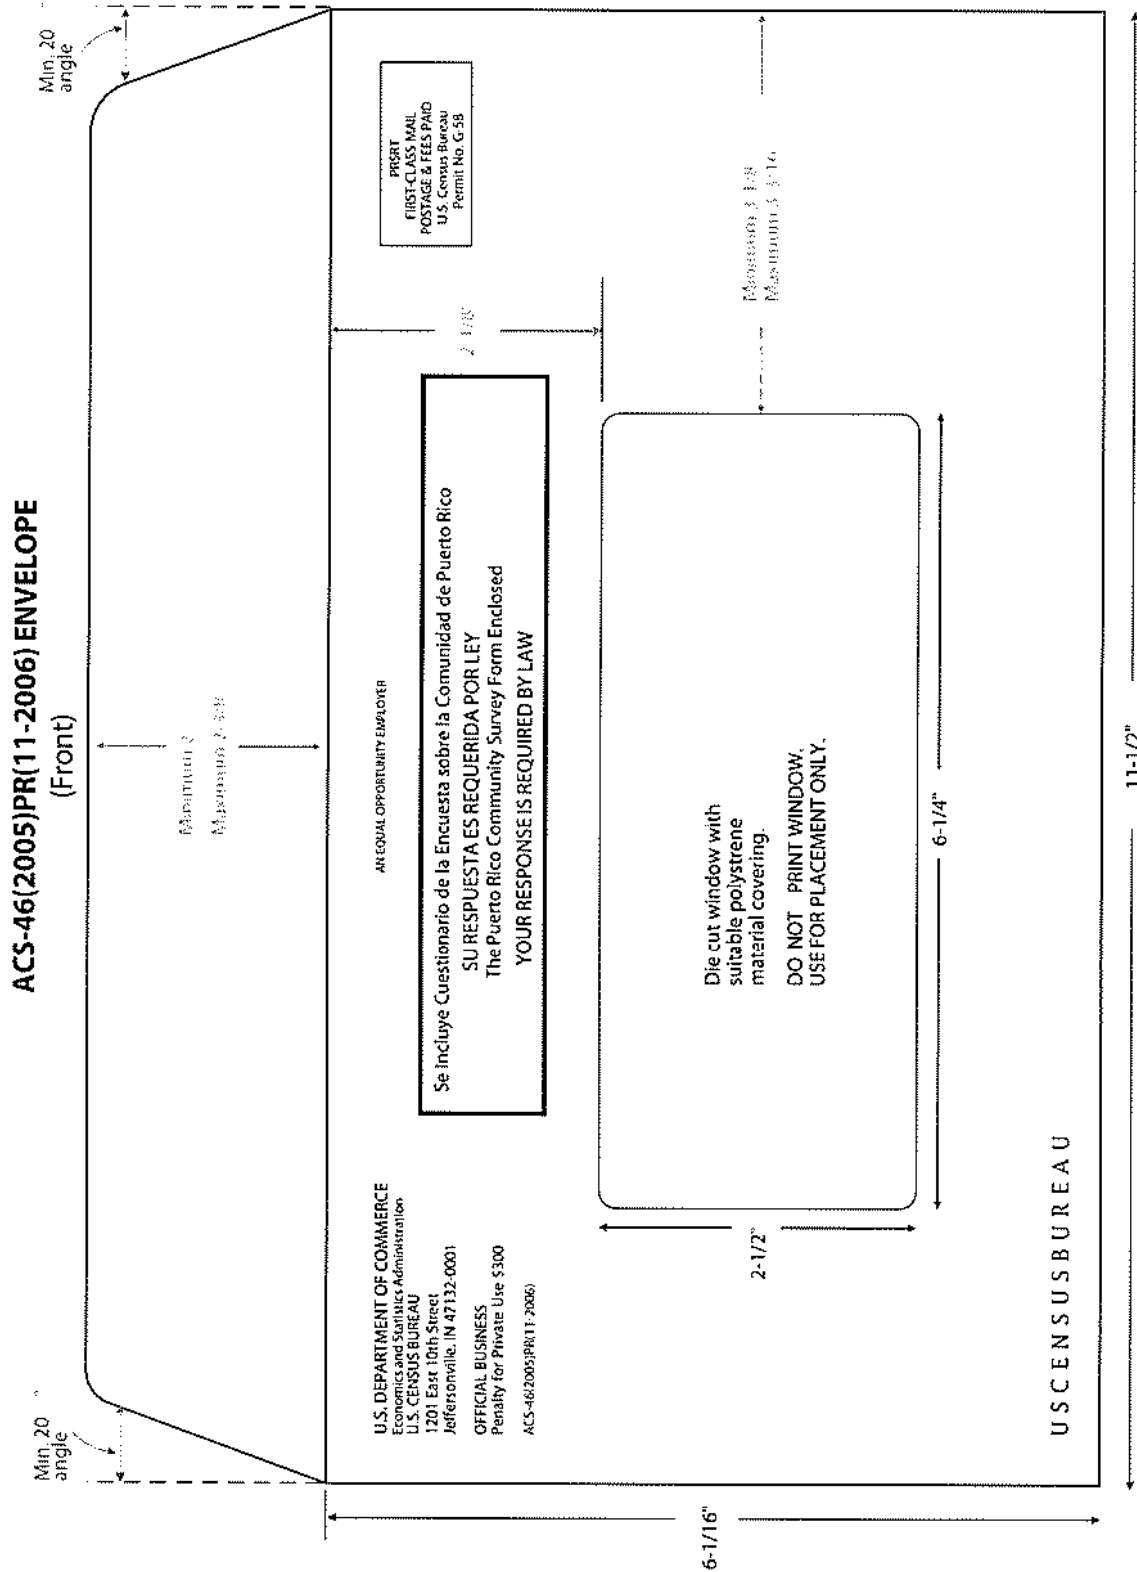 ACS-46(2005)PR(11-2006) ENVELOPE
(Front)
Min. 20
angle
Min. 20
angle
Minimum 2
U.S. DEPARTMENT OF COMMERCE
Economics and Statistics Administration
U.S. CENSUS BUREAU
1201 East 10th Street
Jeffersonville, IN 47132-0001
OFFICIAL BUSINESS
Penalty for Private Use $300
ACS-46(2005)PR(11-2006)
AN EQUAL OPPORTUNITY EMPLOYER
PRSRT
FIRST-CLASS MAIL
POSTAGE & FEES PAID
U.S. Census Bureau
Permit No. G-58
Se Incluye Cuestionario de la Encuesta sobre la Comunidad de Puerto Rico
SU RESPUESTA ES REQUERIDA POR LEY
The Puerto Rico Community Survey Form Enclosed
YOUR RESPONSE IS REQUIRED BY LAW
Die cut window with
suitable polystrene
material covering.
DO NOT PRINT WINDOW.
USE FOR PLACEMENT ONLY.
2-1/2"
6-1/4"
6-1/16"
11-1/2"
USCENSUSBUREAU